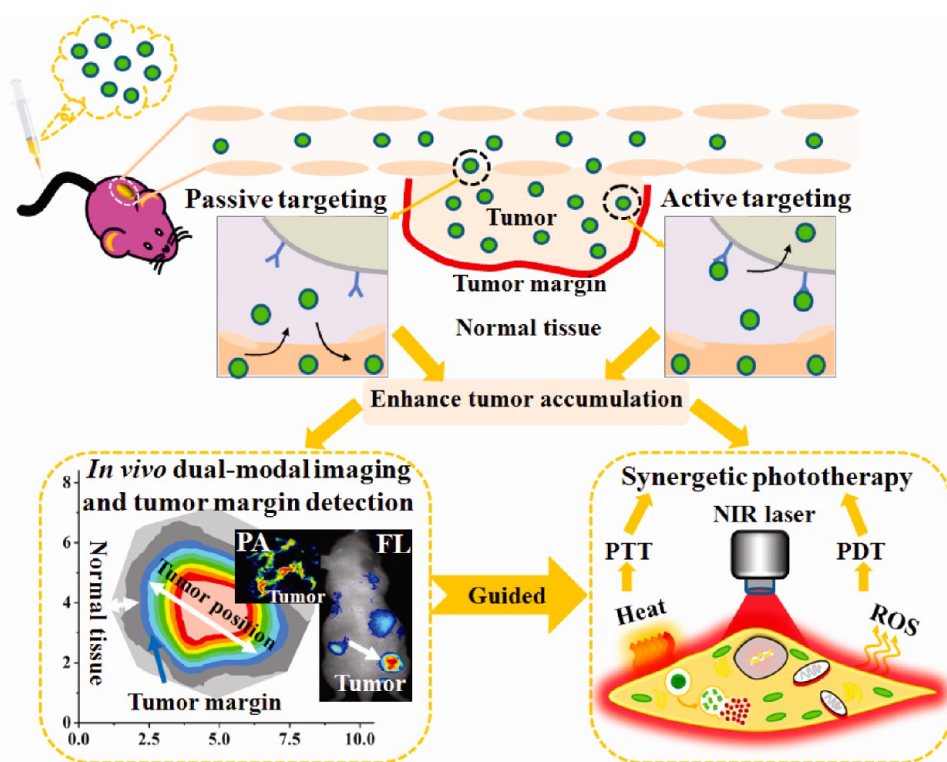 Passive targeting
Tumor
Active targeting
Tumor margin
Normal tissue
Enhance tumor accumulation
In vivo dual-modal imaging
and tumor margin detection
8
6
4
2
0
0.0
2.5
5.0
7.5
10.0
Normal
tissue
Tumor position
Tumor margin
PA
Tumor
FL
Tumor
Guided
Synergetic phototherapy
NIR laser
PTT
PDT
Heat
ROS